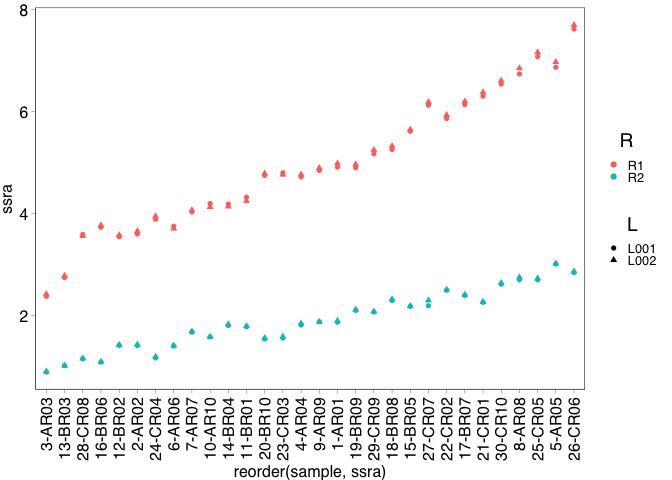 8
6
4
2
ssra
3-AR03
13-BR03
28-CR08
16-BR06
12-BR02
2-AR02
24-CR04
6-AR06
7-AR07
10-AR10
14-BR04
11-BR11
20-BR10
23-CR03
4-AR04
9-AR09
1-AR01
19-BR09
29-CR09
18-BR08
15-BR05
27-CR07
22-CR02
17-BR07
21-CR01
30-CR10
8-AR08
25-CR05
5-AR05
26-CR06
reorder(sample, ssra)
R
R1
R2
L
L001
L002